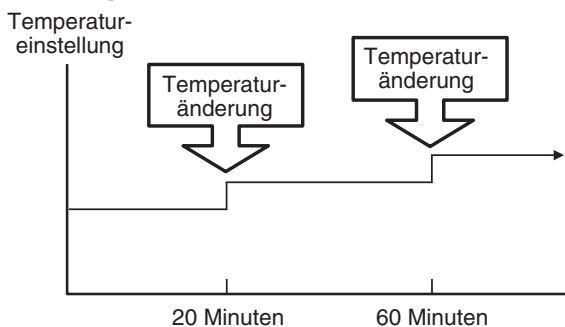 Temperatur-
einstellung
Temperatur-
änderung
Temperatur-
änderung
20 Minuten
60 Minuten